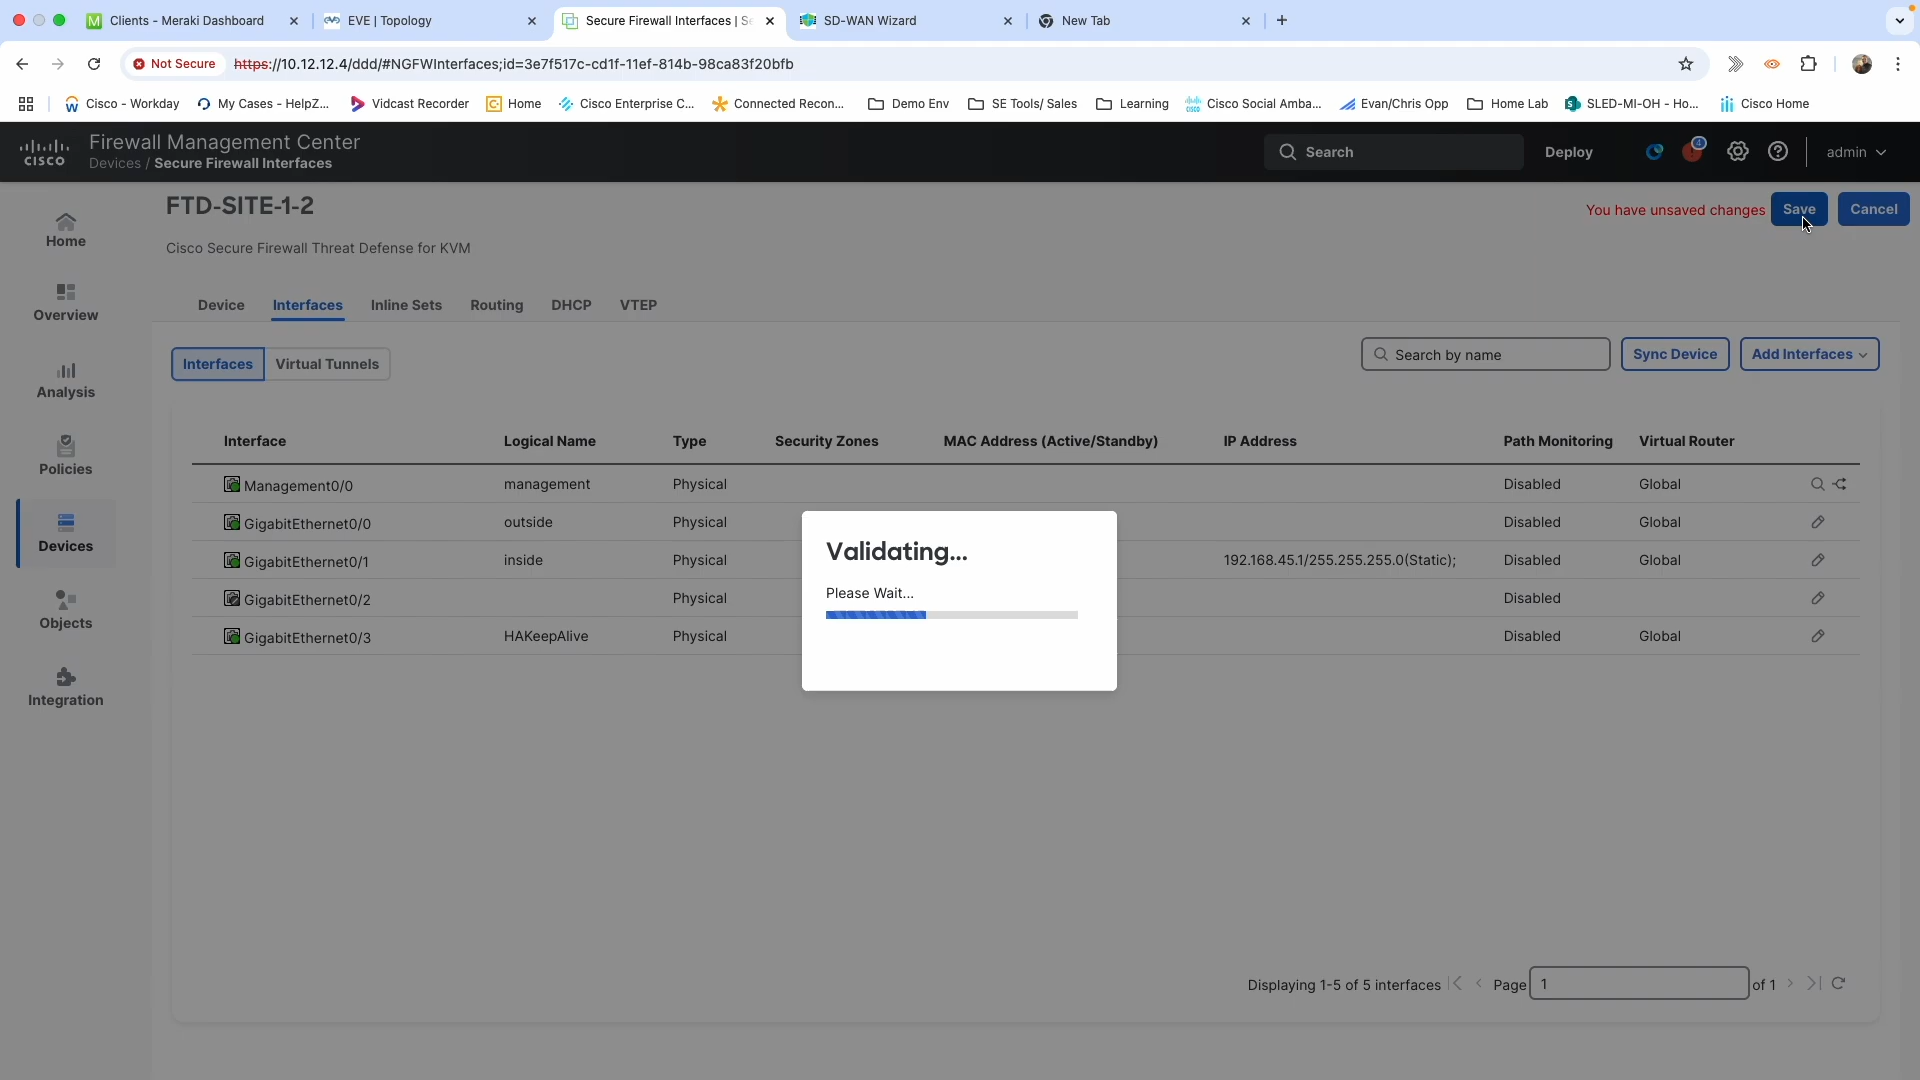 Clients - Meraki Dashboard
EVE | Topology
Secure Firewall Interfaces |
SD-WAN Wizard
New Tab
Not Secure
https://10.12.12.4/ddd/#NGFWInterfaces;id=3e7f517c-cd1f-11ef-814b-98ca83f20bfb
Cisco - Workday
My Cases - HelpZ...
Vidcast Recorder
Home
Cisco Enterprise C...
Connected Recon...
Demo Env
SE Tools/ Sales
Learning
Cisco Social Amba...
Evan/Chris Opp
Home Lab
SLED-MI-OH - Ho...
Cisco Home
CISCO
Firewall Management Center
Devices / Secure Firewall Interfaces
Search
Deploy
4
admin
Home
Overview
Analysis
Policies
Devices
Objects
Integration
FTD-SITE-1-2
You have unsaved changes
Save
Cancel
Cisco Secure Firewall Threat Defense for KVM
Device
Interfaces
Inline Sets
Routing
DHCP
VTEP
Interfaces
Virtual Tunnels
Search by name
Sync Device
Add Interfaces
Interface Logical Name Type Security Zones MAC Address (Active/Standby) IP Address Path Monitoring Virtual Router
Management0/0 management Physical Disabled Global
GigabitEthernet0/0 outside Physical Disabled Global
GigabitEthernet0/1 inside Physical 192.168.45.1/255.255.255.0(Static); Disabled Global
GigabitEthernet0/2 Physical Disabled
GigabitEthernet0/3 HAKeepAlive Physical Disabled Global
Validating...
Please Wait...
Displaying 1-5 of 5 interfaces
Page 1 of 1